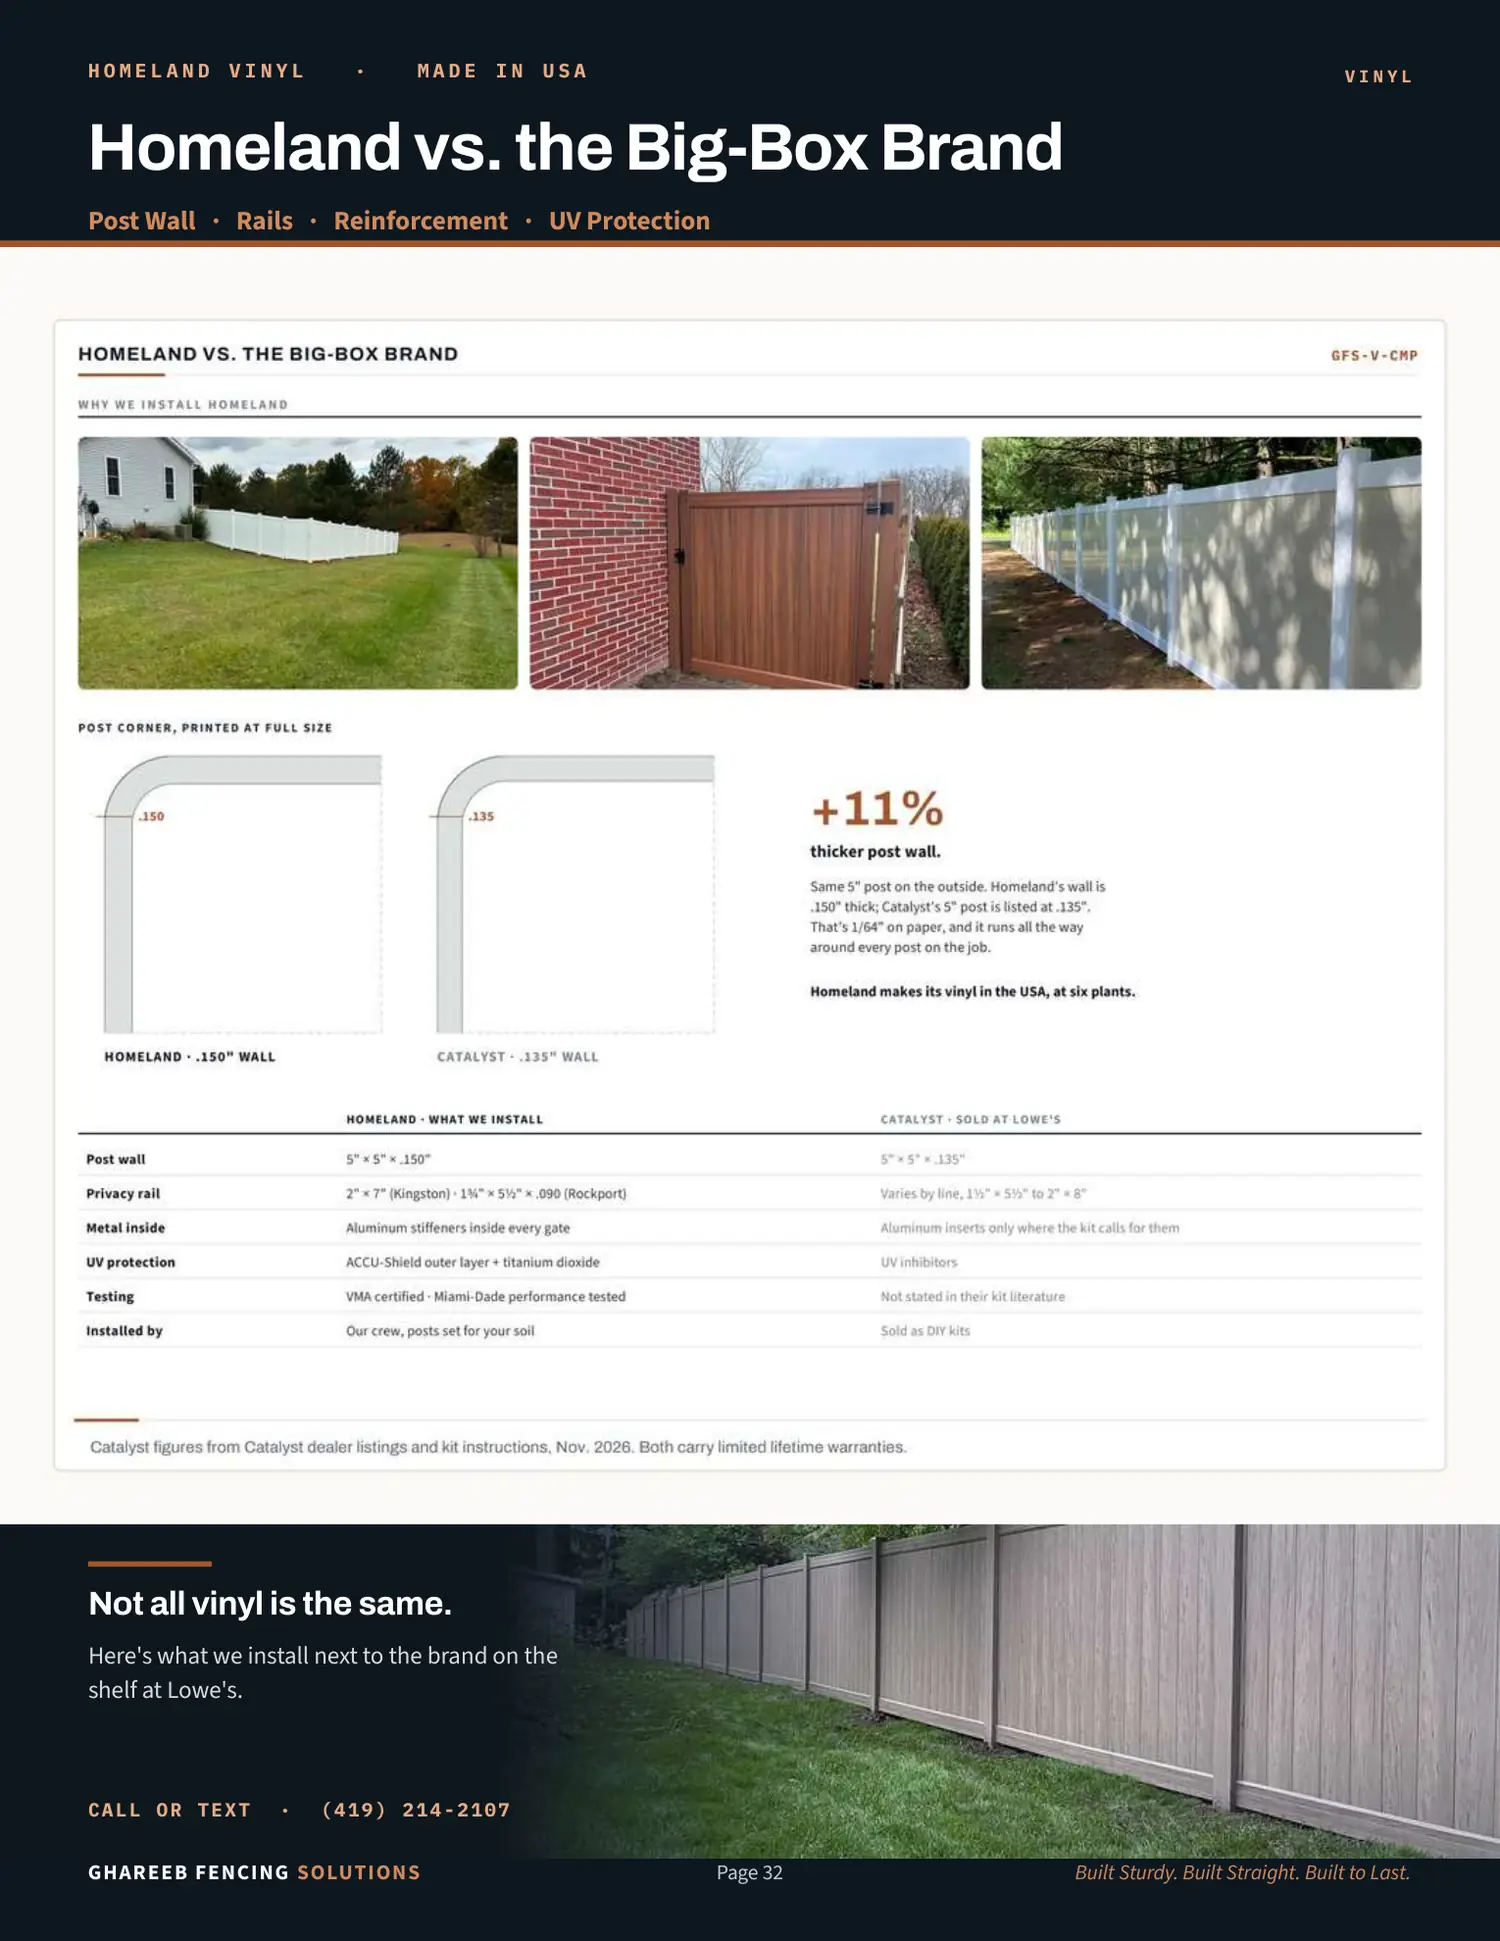 HOMELAND VINYL · MADE IN USA
VINYL
Homeland vs. the Big-Box Brand
Post Wall · Rails · Reinforcement · UV Protection
HOMELAND VS. THE BIG-BOX BRAND
GFS-V-CMP
WHY WE INSTALL HOMELAND
POST CORNER, PRINTED AT FULL SIZE
.150
.135
HOMELAND · .150" WALL
CATALYST · .135" WALL
+11%
thicker post wall.
Same 5" post on the outside. Homeland's wall is
.150" thick; Catalyst's 5" post is listed at .135".
That's 1/64" on paper, and it runs all the way
around every post on the job.
Homeland makes its vinyl in the USA, at six plants.
HOMELAND · WHAT WE INSTALL CATALYST · SOLD AT LOWE'S
Post wall 5" × 5" × .150" 5" × 5" × .135"
Privacy rail 2" × 7" (Kingston) · 1¾" × 5½" × .090 (Rockport) Varies by line, 1½" × 5½" to 2" × 8"
Metal inside Aluminum stiffeners inside every gate Aluminum inserts only where the kit calls for them
UV protection ACCU-Shield outer layer + titanium dioxide UV inhibitors
Testing VMA certified · Miami-Dade performance tested Not stated in their kit literature
Installed by Our crew, posts set for your soil Sold as DIY kits
Catalyst figures from Catalyst dealer listings and kit instructions, Nov. 2026. Both carry limited lifetime warranties.
Not all vinyl is the same.
Here's what we install next to the brand on the
shelf at Lowe's.
CALL OR TEXT · (419) 214-2107
GHAREEB FENCING SOLUTIONS
Page 32
Built Sturdy. Built Straight. Built to Last.